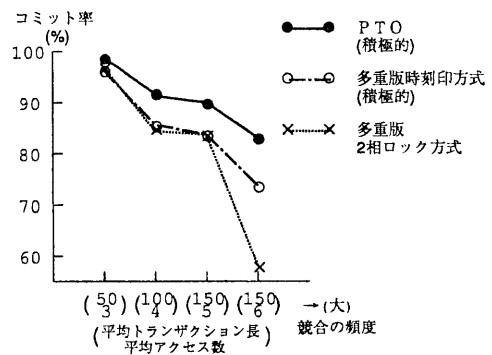 コミット率
(%)
100
90
80
70
60
PTO
(積極的)
多重版時刻印方式
(積極的)
多重版
2相ロック方式
(50 3) (100 4) (150 5) (150 6) →(大)
(平均トランザクション長 平均アクセス数)
競合の頻度